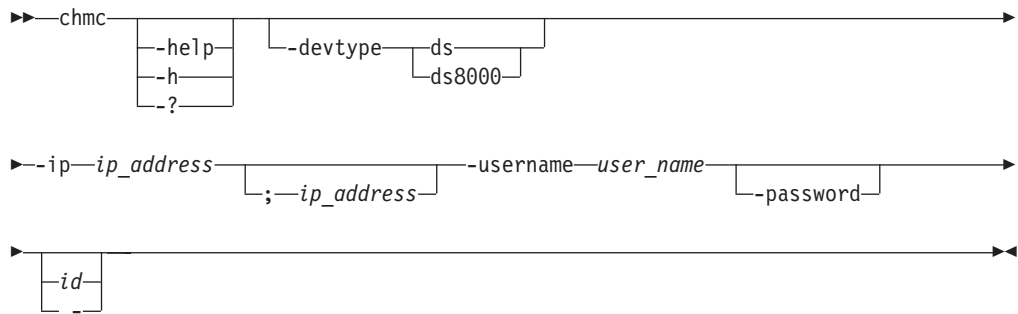 chmc -devtype ds
-help ds8000
-h
-?
-ip ip_address -username user_name
; ip_address -password
id
-